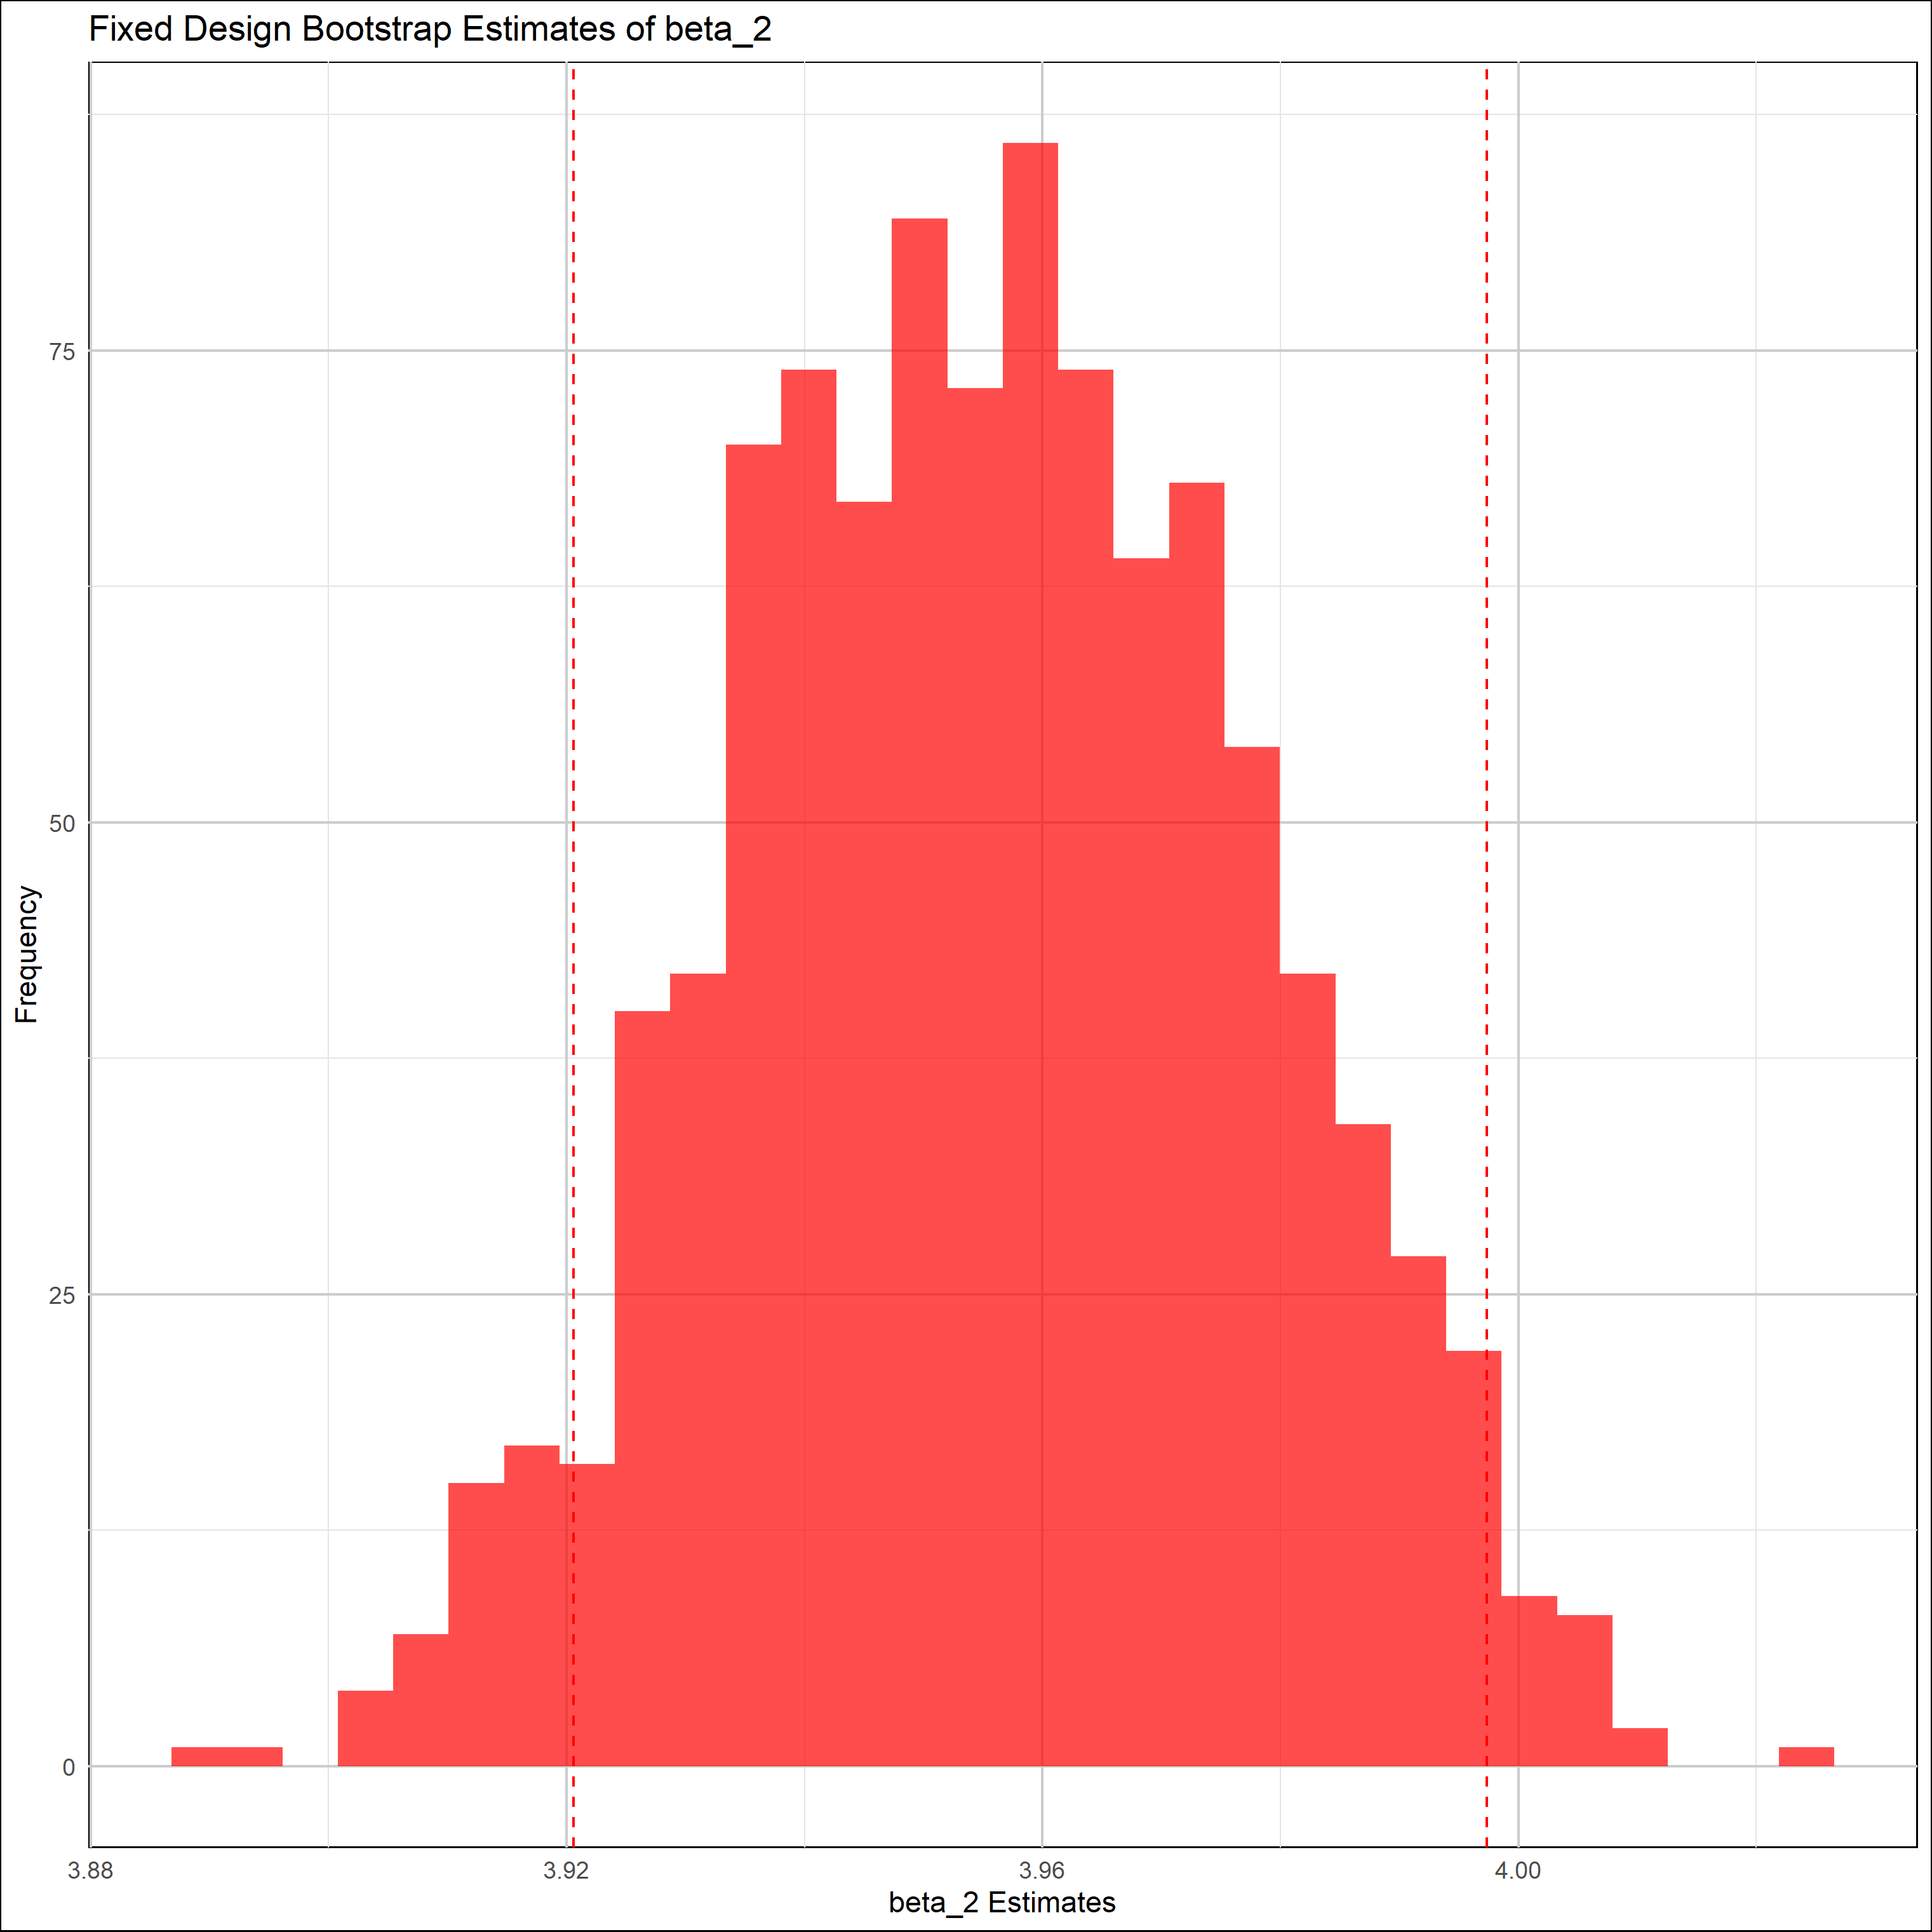 Fixed Design Bootstrap Estimates of beta_2
75
50
25
0
Frequency
3.88 3.92 3.96 4.00
beta_2 Estimates